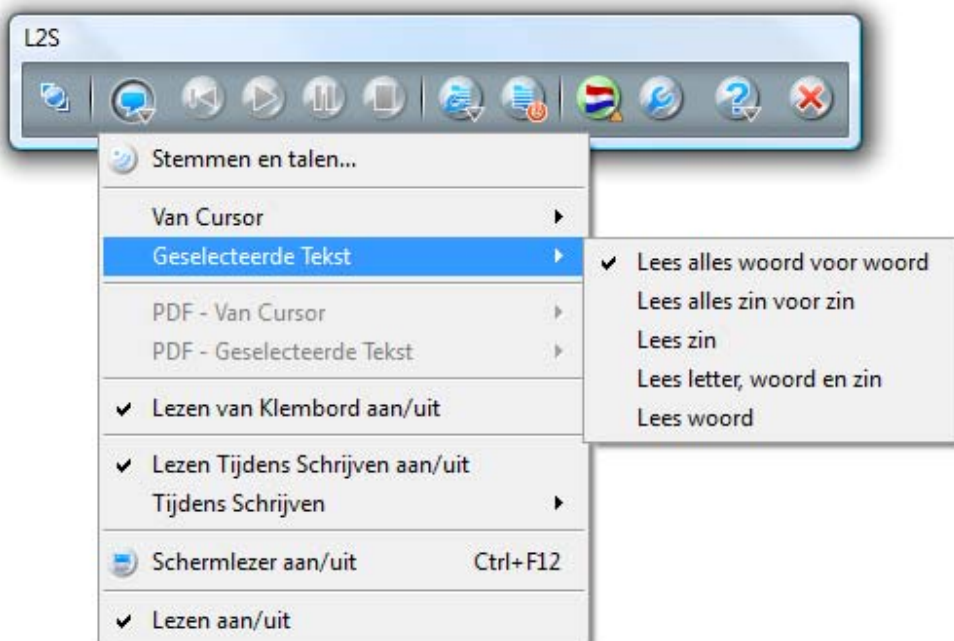 L2S
Stemmen en talen...
Van Cursor
Geselecteerde Tekst
Lees alles woord voor woord
Lees alles zin voor zin
Lees zin
Lees letter, woord en zin
Lees woord
PDF - Van Cursor
PDF - Geselecteerde Tekst
Lezen van Klembord aan/uit
Lezen Tijdens Schrijven aan/uit
Tijdens Schrijven
Schermlezer aan/uit Ctrl+F12
Lezen aan/uit